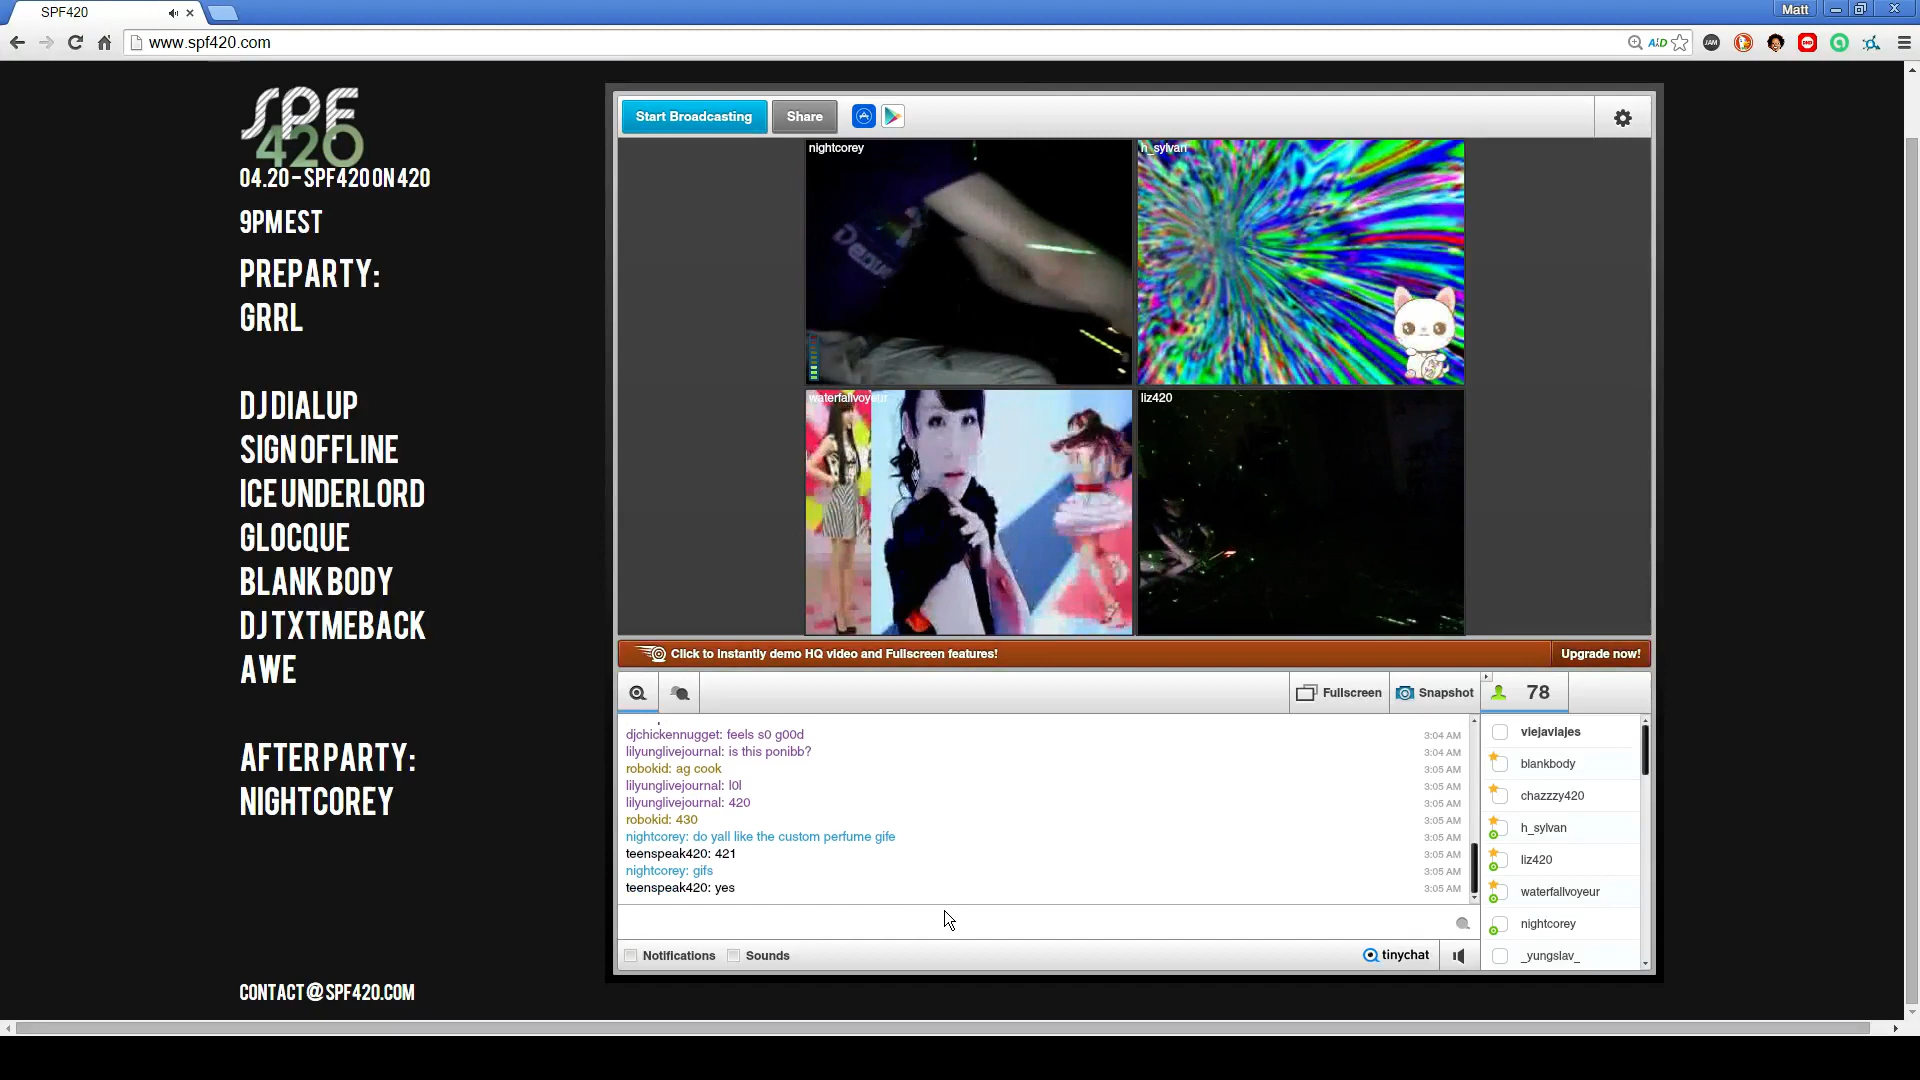 SPF420
Matt
www.spf420.com
SPF
420
04.20 - SPF420 ON 420
9PM EST
PREPARTY:
GRRL
DJ DIALUP
SIGN OFFLINE
ICE UNDERLORD
GLOCQUE
BLANK BODY
DJ TXTMEBACK
AWE
AFTER PARTY:
NIGHTCOREY
CONTACT @ SPF420.COM
Start Broadcasting
Share
nightcorey
h_sylvan
waterfallvoyeur
liz420
Click to instantly demo HQ video and Fullscreen features!
Upgrade now!
Fullscreen
Snapshot
78
djchickennugget: feels s0 g00d 3:04 AM
lilyunglivejournal: is this ponibb? 3:04 AM
robokid: ag cook 3:05 AM
lilyunglivejournal: l0l 3:05 AM
lilyunglivejournal: 420 3:05 AM
robokid: 430 3:05 AM
nightcorey: do yall like the custom perfume gife 3:05 AM
teenspeak420: 421 3:05 AM
nightcorey: gifs 3:05 AM
teenspeak420: yes 3:05 AM
viejaviajes
blankbody
chazzzy420
h_sylvan
liz420
waterfallvoyeur
nightcorey
_yungslav_
Notifications
Sounds
tinychat